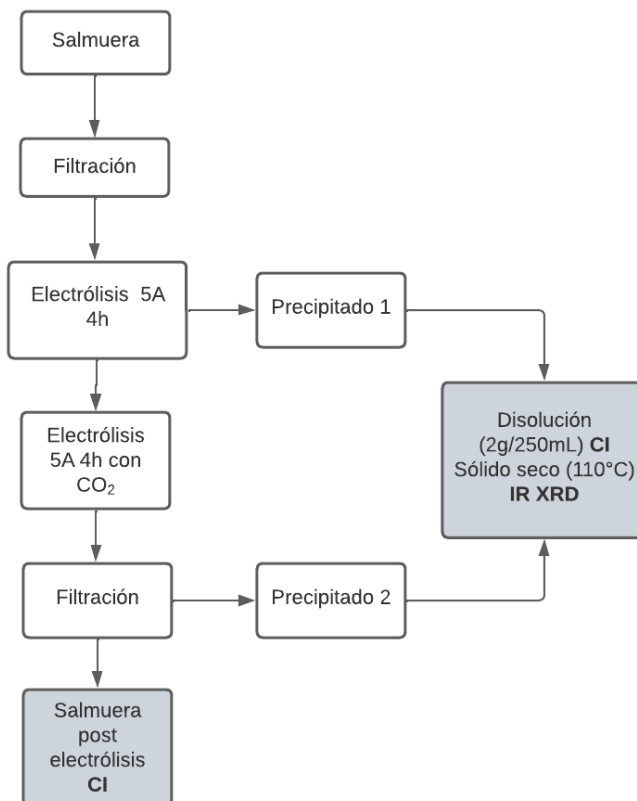 Salmuera
Filtración
Electrólisis 5A
4h
Precipitado 1
Electrólisis
5A 4h con
CO₂
Disolución
(2g/250mL) CI
Sólido seco (110°C)
IR XRD
Filtración
Precipitado 2
Salmuera
post
electrólisis
CI